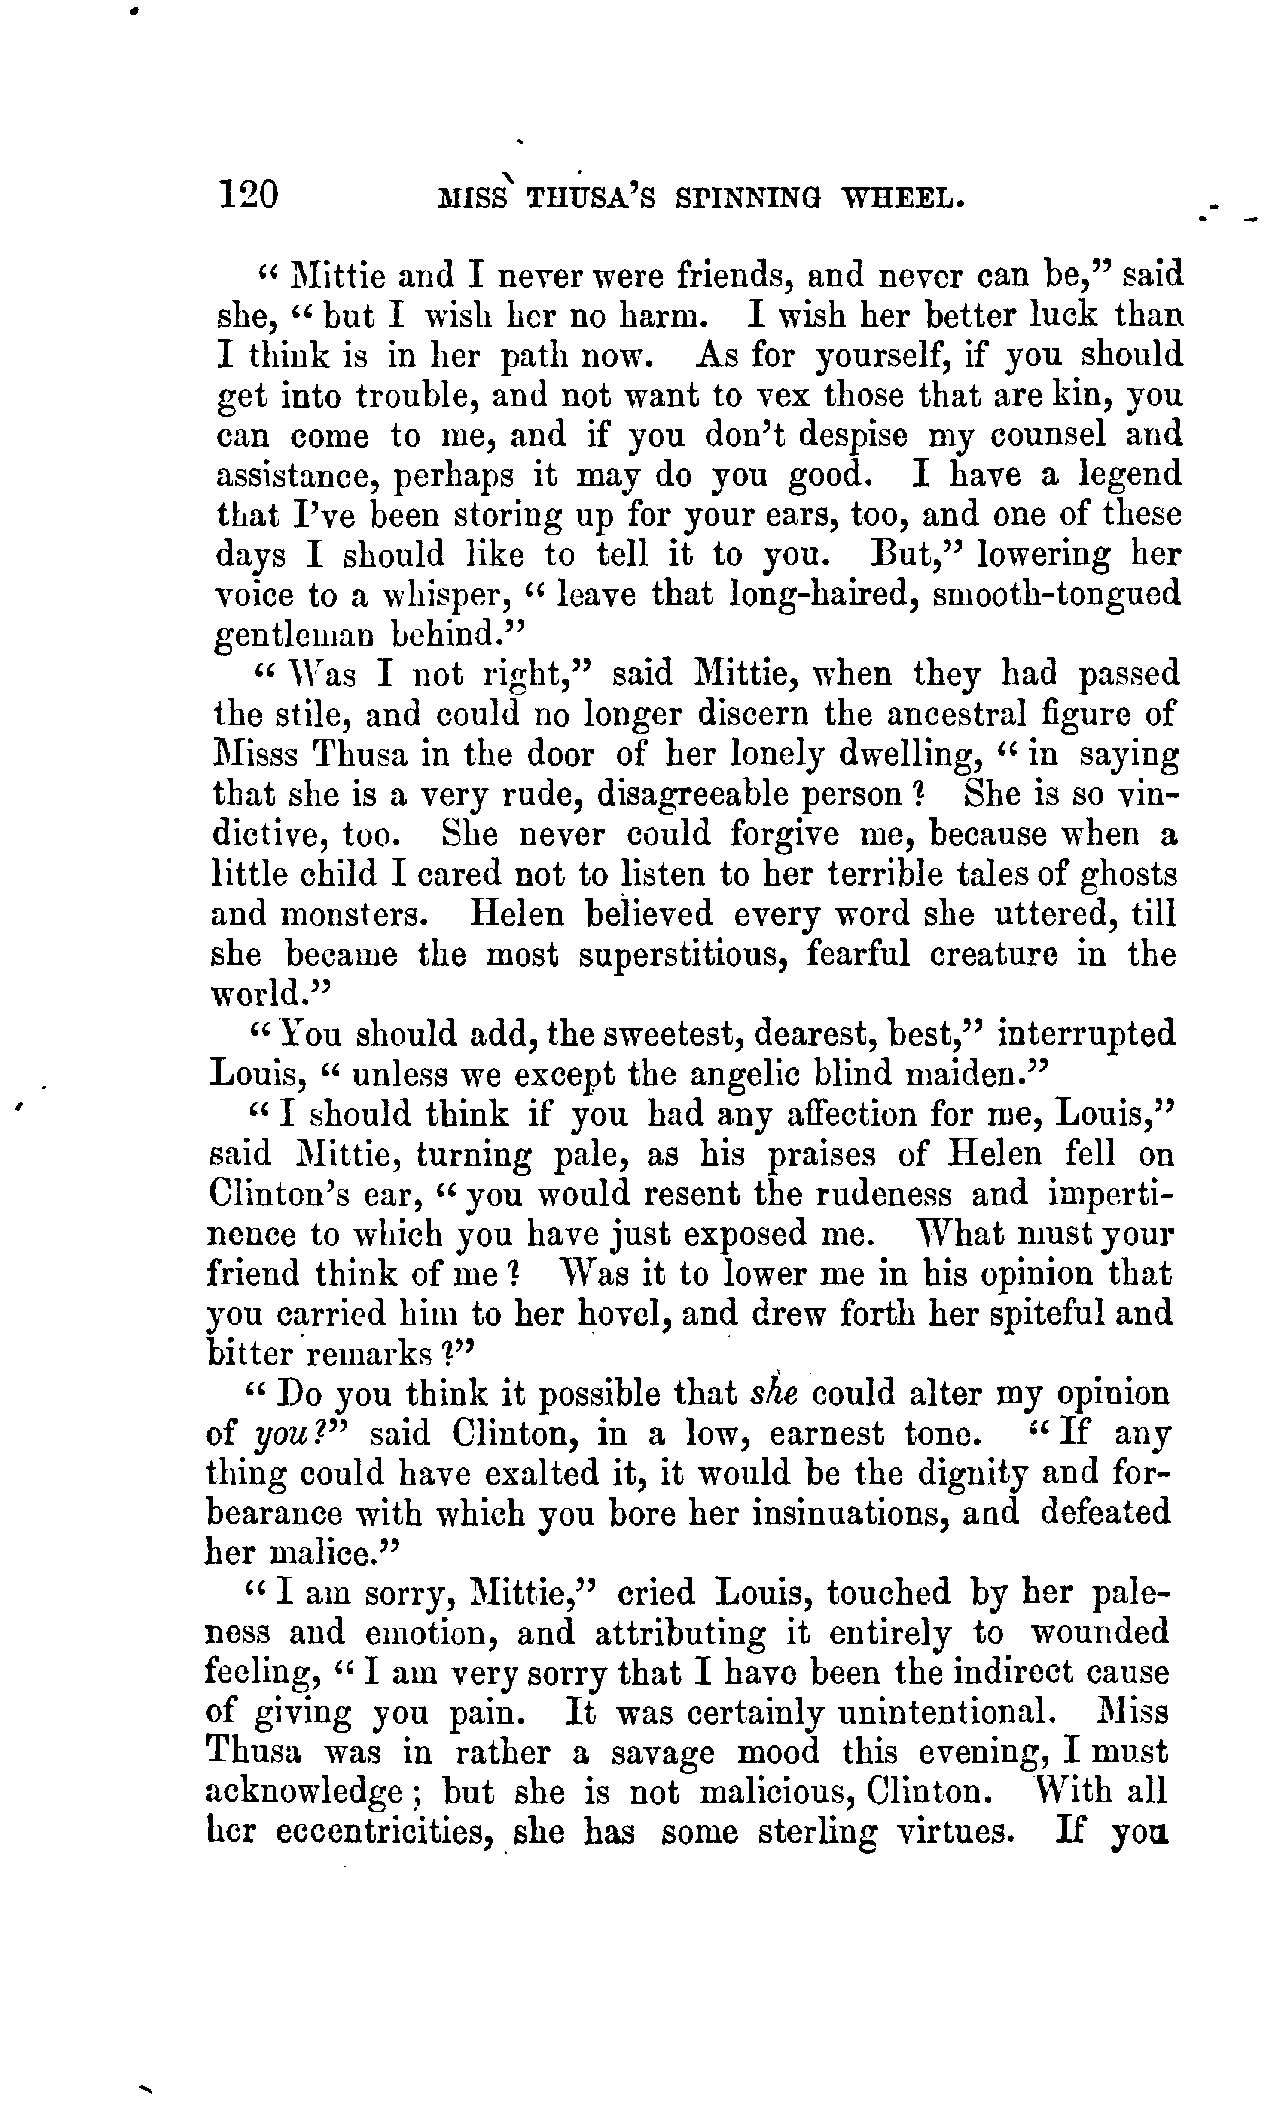 120 MISS THUSA'S SPINNING WHEEL.
“ Mittie and I never were friends, and never can be,” said
she, “ but I wish her no harm. I wish her better luck than
I think is in her path now. As for yourself, if you should
get into trouble, and not want to vex those that are kin, you
can come to me, and if you don't despise my counsel and
assistance, perhaps it may do you good. I have a legend
that I've been storing up for your ears, too, and one of these
days I should like to tell it to you. But,” lowering her
voice to a whisper, “ leave that long-haired, smooth-tongued
gentleman behind.”
“ Was I not right,” said Mittie, when they had passed
the stile, and could no longer discern the ancestral figure of
Misss Thusa in the door of her lonely dwelling, “ in saying
that she is a very rude, disagreeable person ? She is so vin-
dictive, too. She never could forgive me, because when a
little child I cared not to listen to her terrible tales of ghosts
and monsters. Helen believed every word she uttered, till
she became the most superstitious, fearful creature in the
world.”
“ You should add, the sweetest, dearest, best,” interrupted
Louis, “ unless we except the angelic blind maiden.”
“ I should think if you had any affection for me, Louis,”
said Mittie, turning pale, as his praises of Helen fell on
Clinton's ear, “ you would resent the rudeness and imperti-
nence to which you have just exposed me. What must your
friend think of me ? Was it to lower me in his opinion that
you carried him to her hovel, and drew forth her spiteful and
bitter remarks ?”
“ Do you think it possible that she could alter my opinion
of you?” said Clinton, in a low, earnest tone. “ If any
thing could have exalted it, it would be the dignity and for-
bearance with which you bore her insinuations, and defeated
her malice.”
“ I am sorry, Mittie,” cried Louis, touched by her pale-
ness and emotion, and attributing it entirely to wounded
feeling, “ I am very sorry that I have been the indirect cause
of giving you pain. It was certainly unintentional. Miss
Thusa was in rather a savage mood this evening, I must
acknowledge ; but she is not malicious, Clinton. With all
her eccentricities, she has some sterling virtues. If you